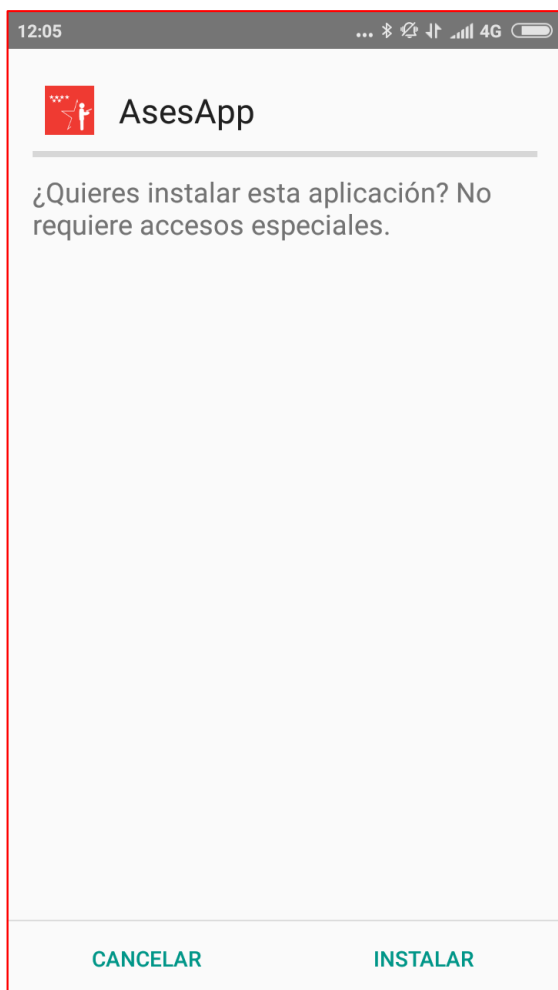 12:05
... 4G
AsesApp
¿Quieres instalar esta aplicación? No
requiere accesos especiales.
CANCELAR
INSTALAR